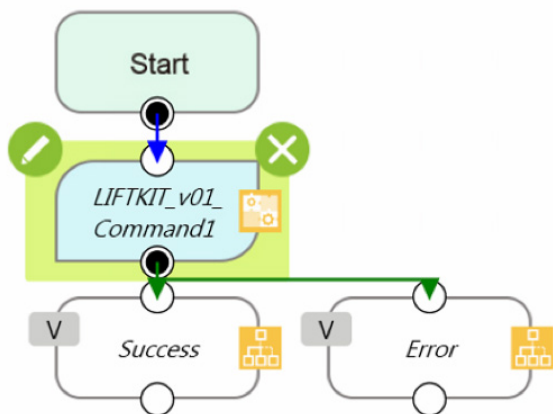 Start
LIFTKIT_v01_
Command1
V
Success
V
Error